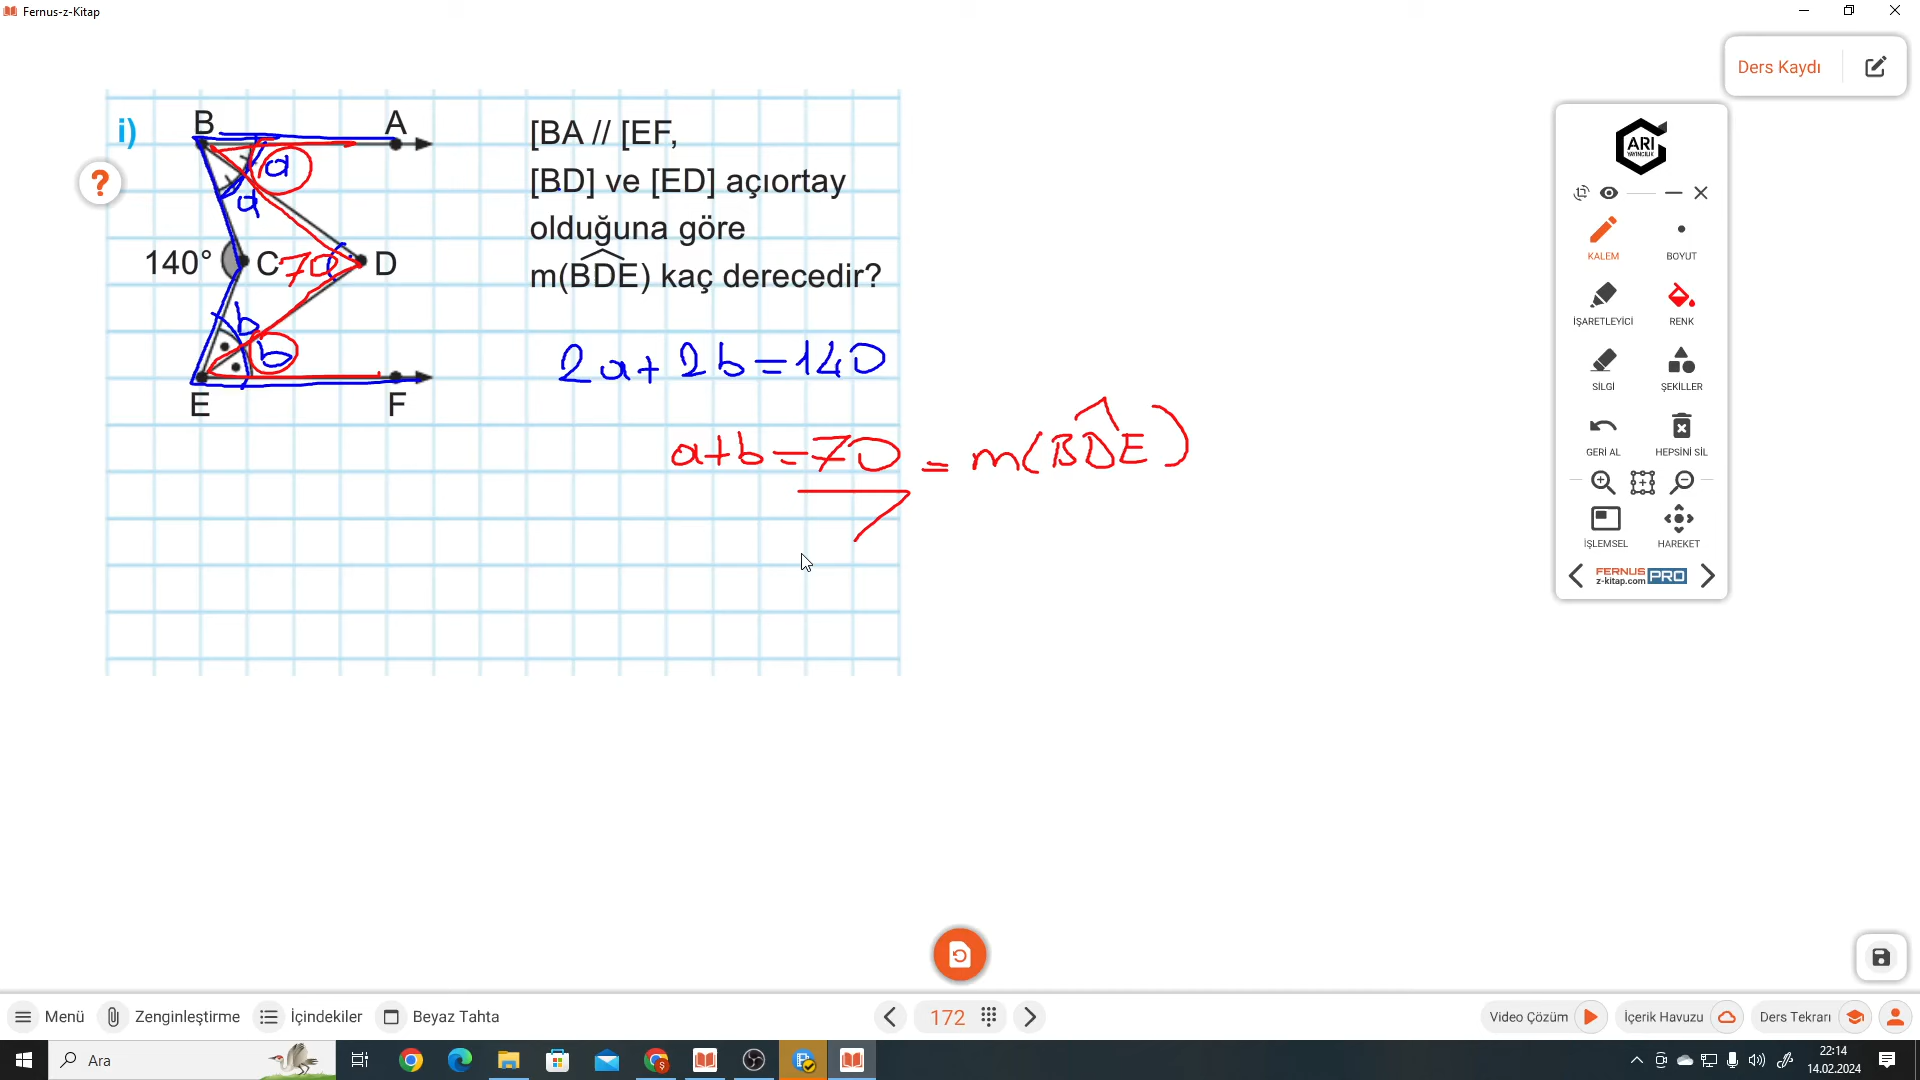 Fernus-z-Kitap
Ders Kaydı
i)
B
A
a
a
140°
C
70
D
b
b
E
F
[BA // [EF,
[BD] ve [ED] açıortay
olduğuna göre
m(BDE) kaç derecedir?
2a + 2b = 140
a+b = 70 = m(BDE)
ARI
YAYINCILIK
KALEM
BOYUT
İŞARETLEYİCİ
RENK
SİLGİ
ŞEKİLLER
GERİ AL
HEPSİNİ SİL
İŞLEMSEL
HAREKET
FERNUS
z-kitap.com PRO
Menü
Zenginleştirme
İçindekiler
Beyaz Tahta
172
Video Çözüm
İçerik Havuzu
Ders Tekrarı
Ara
22:14
14.02.2024